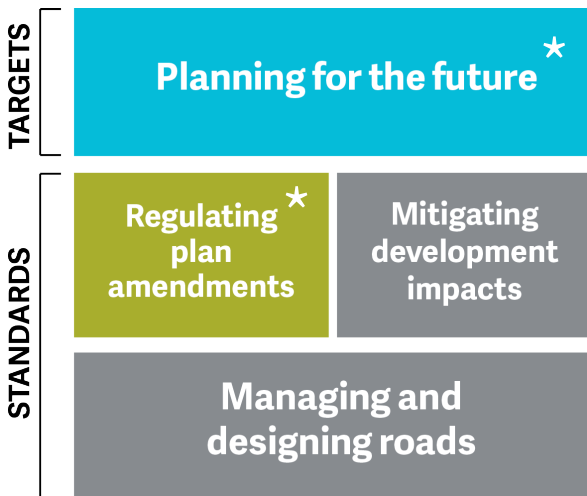 TARGETS
Planning for the future *
STANDARDS
Regulating *
plan
amendments
Mitigating
development
impacts
Managing and
designing roads